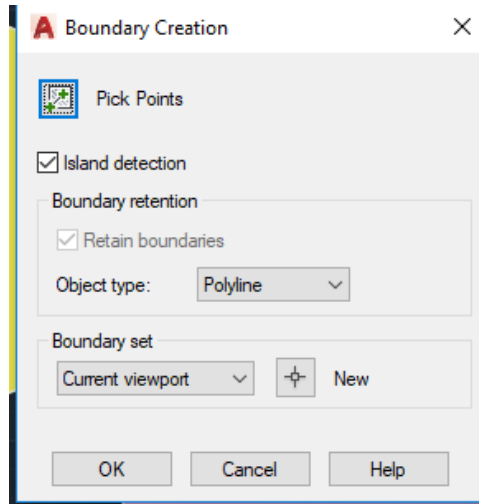 Boundary Creation
Pick Points
Island detection
Boundary retention
Retain boundaries
Object type: Polyline
Boundary set
Current viewport New
OK Cancel Help